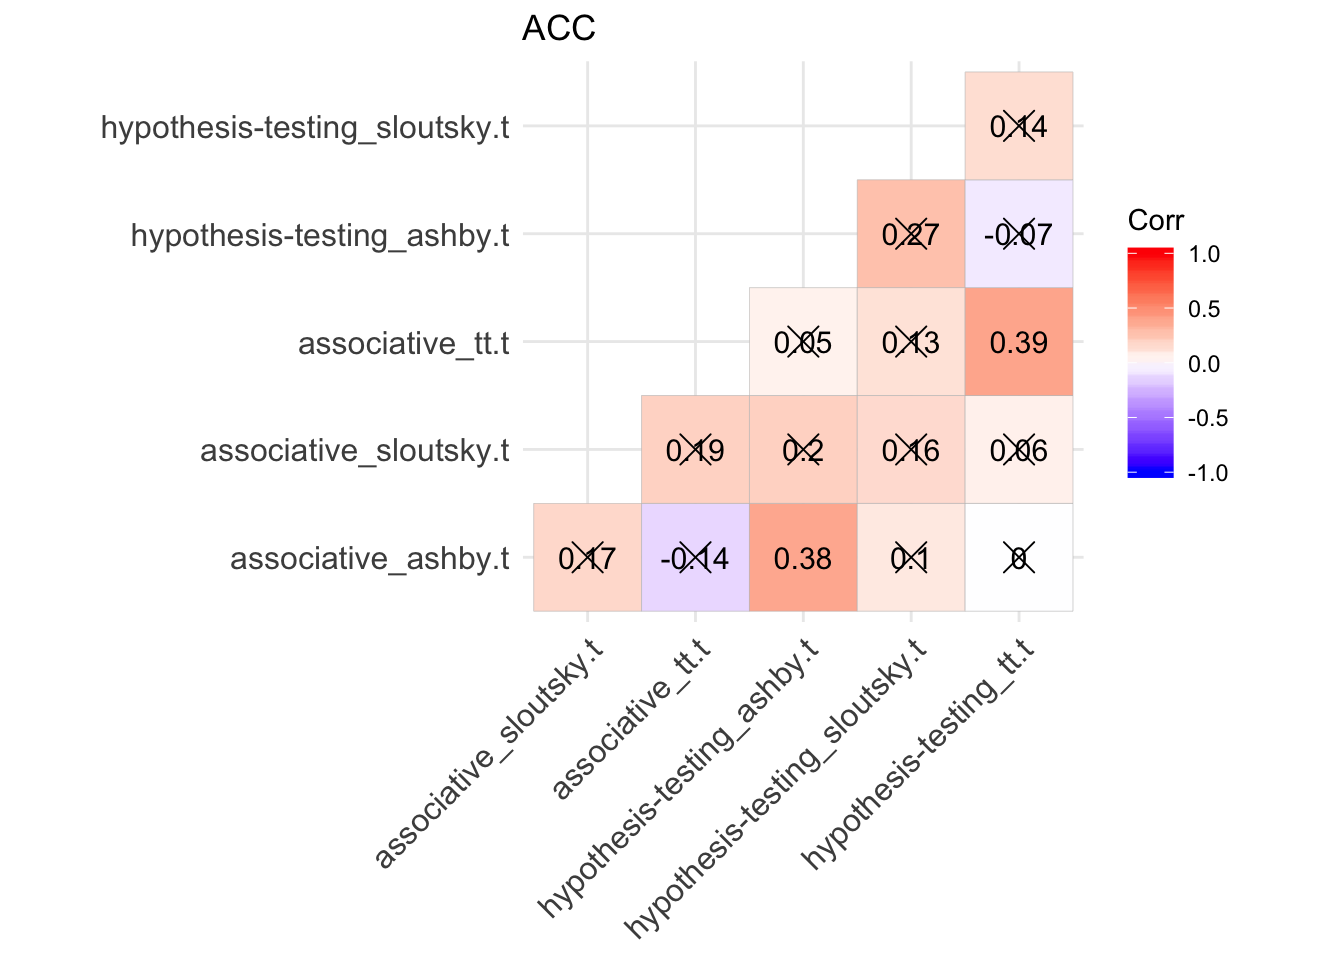 ACC
hypothesis-testing_sloutsky.t
0.14
hypothesis-testing_ashby.t
0.27 -0.07
associative_tt.t
0.05 0.13 0.39
associative_sloutsky.t
0.19 0.2 0.16 0.06
associative_ashby.t
0.17 -0.14 0.38 0.1 0
associative_sloutsky.t
associative_tt.t
hypothesis-testing_ashby.t
hypothesis-testing_sloutsky.t
hypothesis-testing_tt.t
Corr
1.0
0.5
0.0
-0.5
-1.0